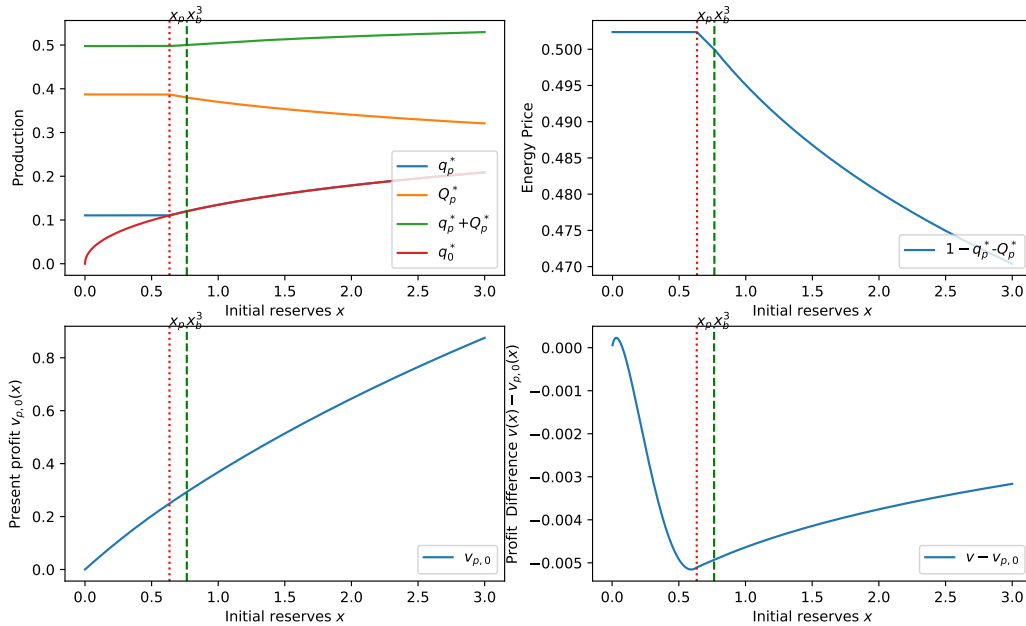 x_p x_b^3
Production
0.5
0.4
0.3
0.2
0.1
0.0
q_p^*
Q_p^*
q_p^*+Q_p^*
q_0^*
0.0 0.5 1.0 1.5 2.0 2.5 3.0
Initial reserves x
x_p x_b^3
Energy Price
0.500
0.495
0.490
0.485
0.480
0.475
0.470
1 − q_p^*-Q_p^*
0.0 0.5 1.0 1.5 2.0 2.5 3.0
Initial reserves x
x_p x_b^3
Present profit v_{p,0}(x)
0.8
0.6
0.4
0.2
0.0
v_{p,0}
0.0 0.5 1.0 1.5 2.0 2.5 3.0
Initial reserves x
x_p x_b^3
Profit Difference v(x) − v_{p,0}(x)
0.000
−0.001
−0.002
−0.003
−0.004
−0.005
v − v_{p,0}
0.0 0.5 1.0 1.5 2.0 2.5 3.0
Initial reserves x